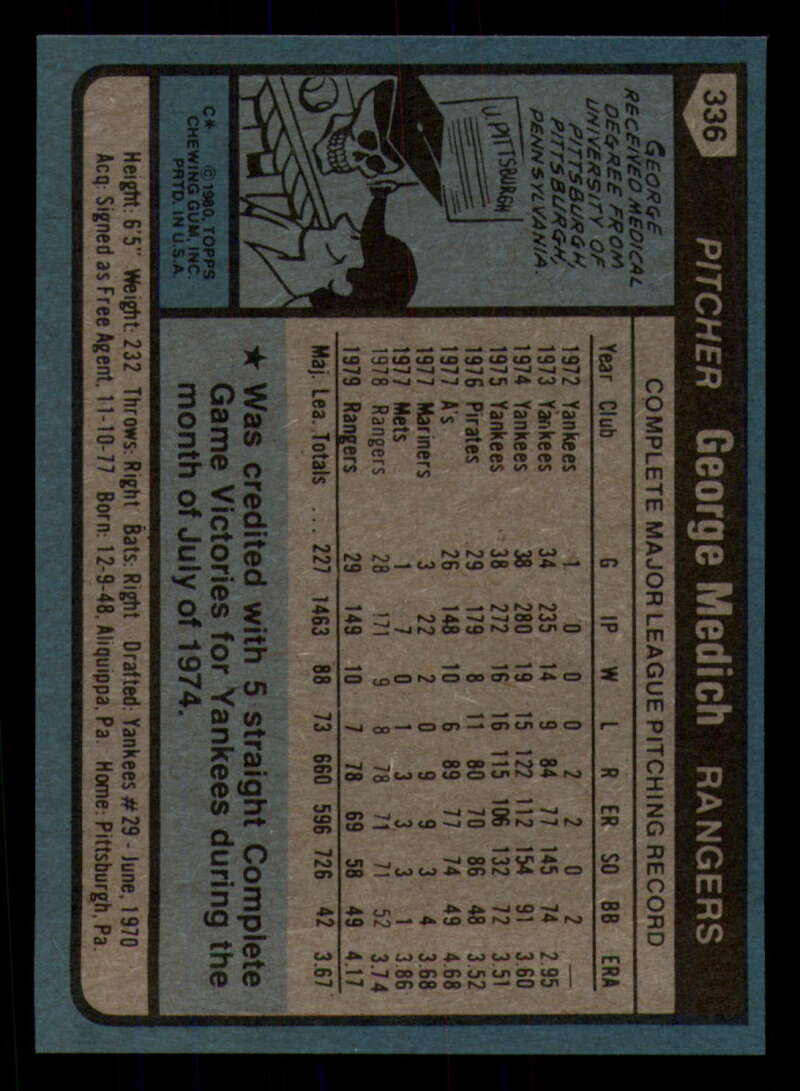 336 PITCHER George Medich RANGERS
GEORGE
RECEIVED MEDICAL
DEGREE FROM
UNIVERSITY OF
PITTSBURGH,
PITTSBURGH,
PENNSYLVANIA.
U. PITTSBURGH
C* © 1980, TOPPS
CHEWING GUM, INC.
PRTD. IN U.S.A.
COMPLETE MAJOR LEAGUE PITCHING RECORD
Year Club G IP W L R ER SO BB ERA
1972 Yankees 1 0 0 0 2 2 0 2 —
1973 Yankees 34 235 14 9 84 77 145 74 2.95
1974 Yankees 38 280 19 15 122 112 154 91 3.60
1975 Yankees 38 272 16 16 115 106 132 72 3.51
1976 Pirates 29 179 8 11 80 70 86 48 3.52
1977 A's 26 148 10 6 89 77 74 49 4.68
1977 Mariners 3 22 2 0 9 9 3 4 3.68
1977 Mets 1 7 0 1 3 3 3 1 3.86
1978 Rangers 28 171 9 8 78 71 71 52 3.74
1979 Rangers 29 149 10 7 78 69 58 49 4.17
Maj. Lea. Totals .... 227 1463 88 73 660 596 726 42 3.67
★ Was credited with 5 straight Complete
Game Victories for Yankees during the
month of July of 1974.
Height: 6'5" Weight: 232 Throws: Right Bats: Right Drafted: Yankees #29 - June, 1970
Acq: Signed as Free Agent, 11-10-77 Born: 12-9-48, Aliquippa, Pa. Home: Pittsburgh, Pa.